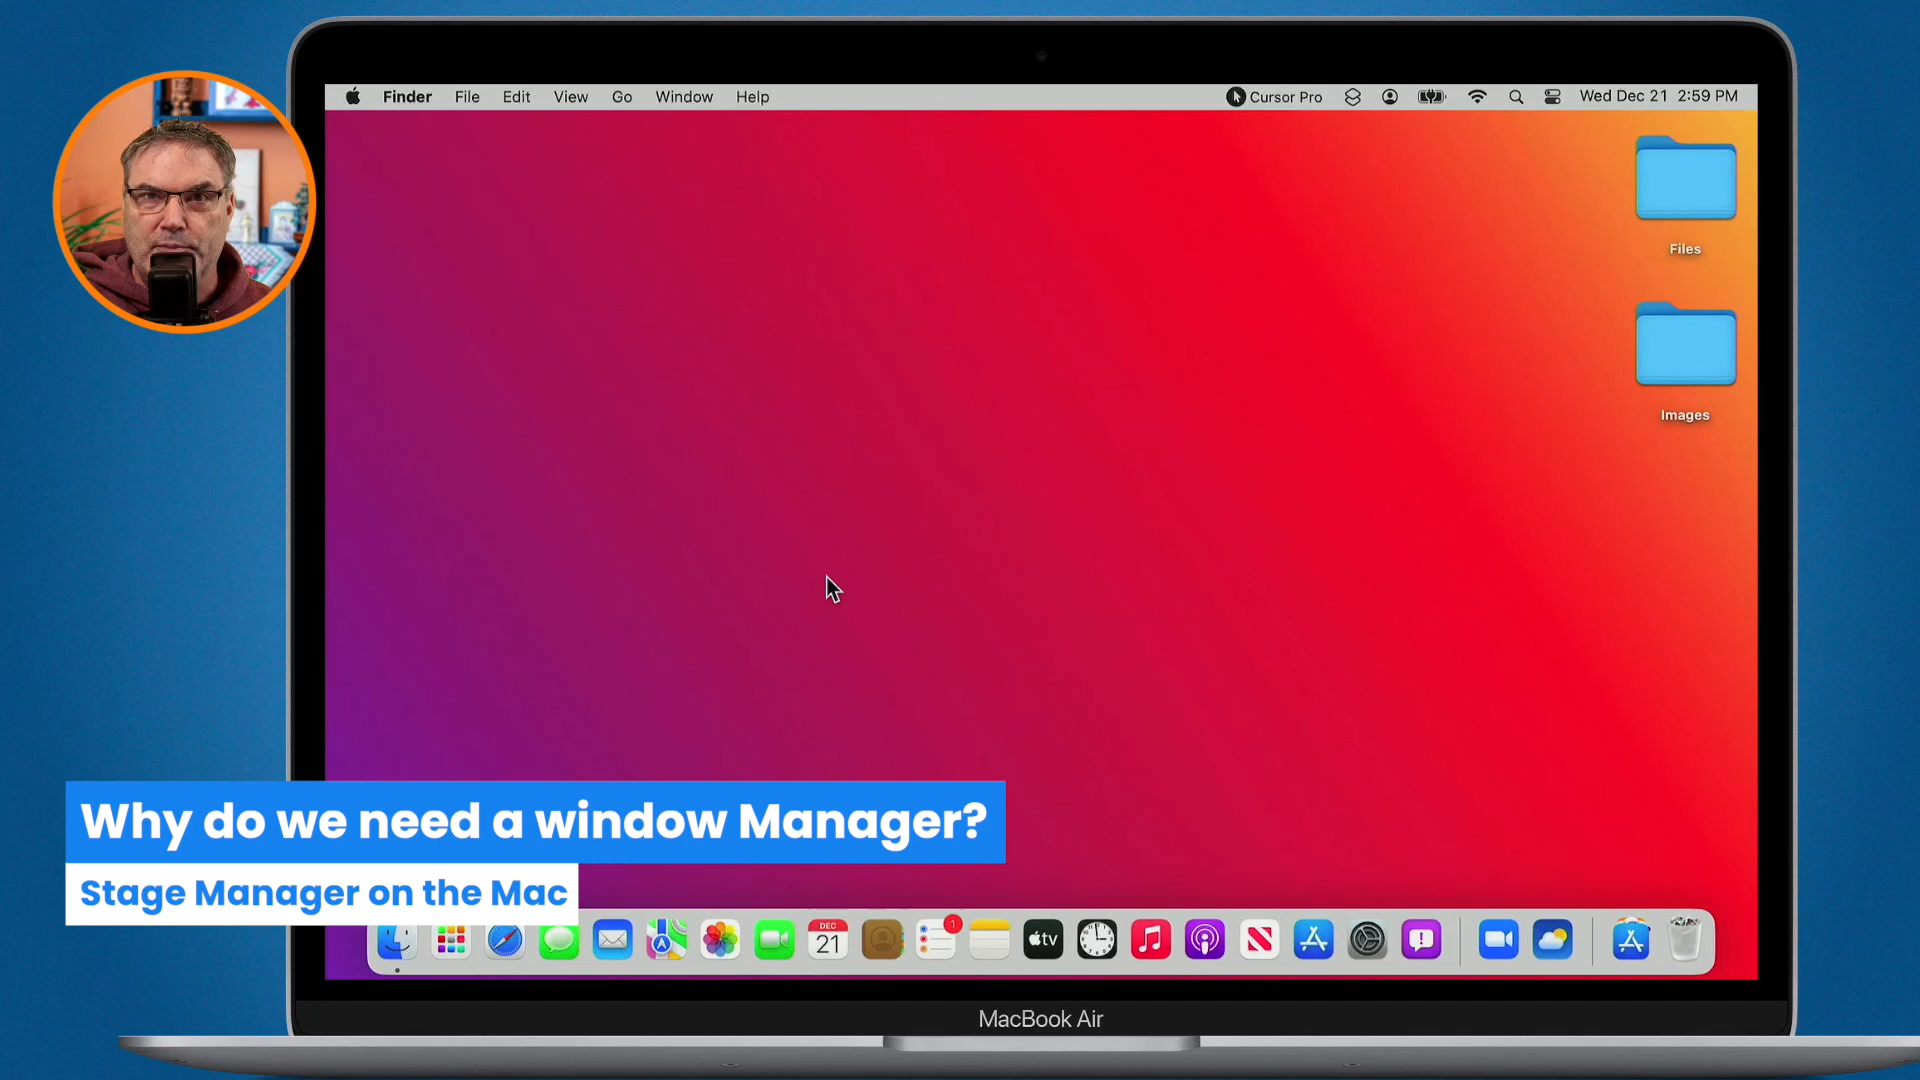 Finder File Edit View Go Window Help
Cursor Pro Wed Dec 21 2:59 PM
Files
Images
Why do we need a window Manager?
Stage Manager on the Mac
DEC
21
1
tv
MacBook Air